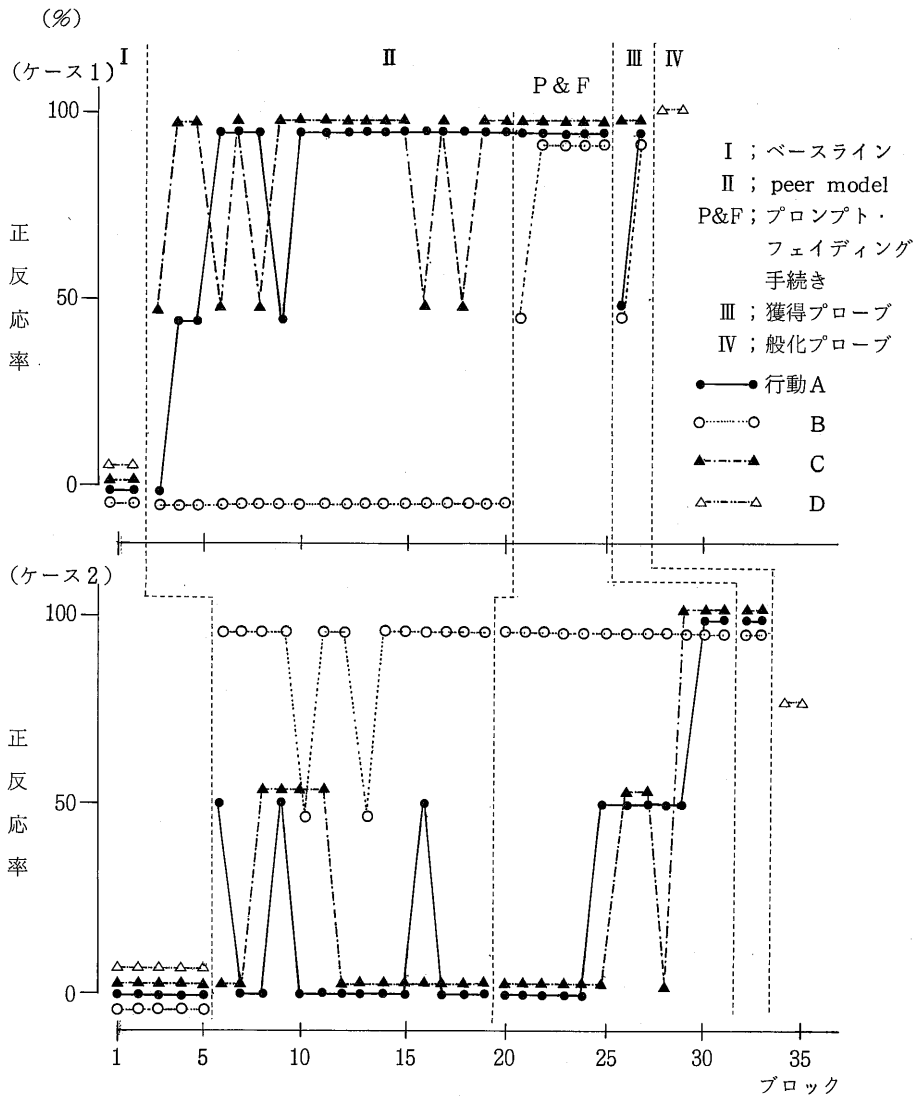 (%)
(ケース1)
I
II
III
IV
P & F
100
50
0
正反応率
I ; ベースライン
II ; peer model
P&F ; プロンプト・
フェイディング
手続き
III ; 獲得プローブ
IV ; 般化プローブ
行動A
B
C
D
(ケース2)
100
50
0
正反応率
1
5
10
15
20
25
30
35
ブロック